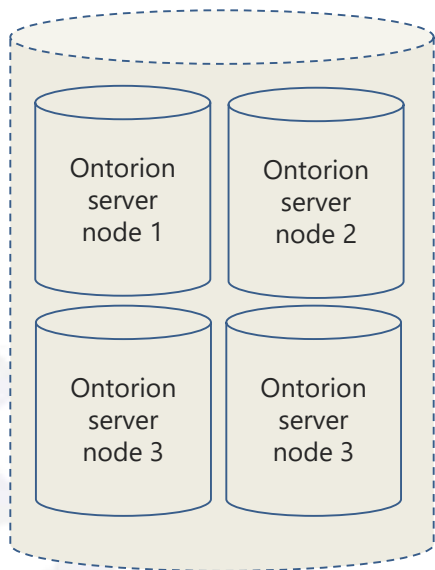 Ontorion
server
node 1
Ontorion
server
node 2
Ontorion
server
node 3
Ontorion
server
node 3